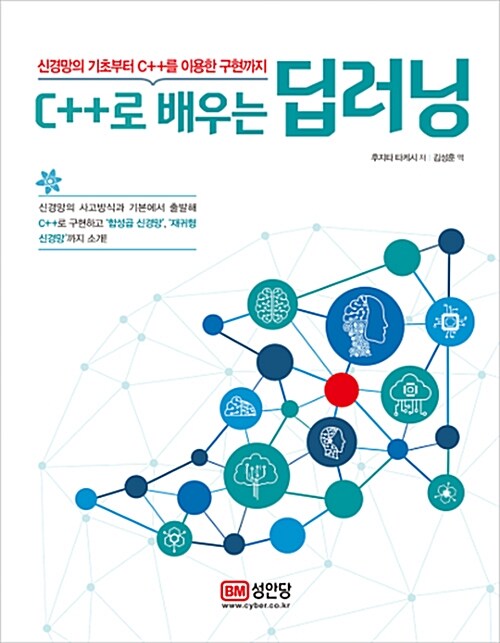 신경망의 기초부터 C++를 이용한 구현까지
C++로 배우는 딥러닝
후지타 타케시 저 | 김성훈 역
신경망의 사고방식과 기본에서 출발해
C++로 구현하고 '합성곱 신경망', '재귀형
신경망'까지 소개!
BM 성안당
www.cyber.co.kr